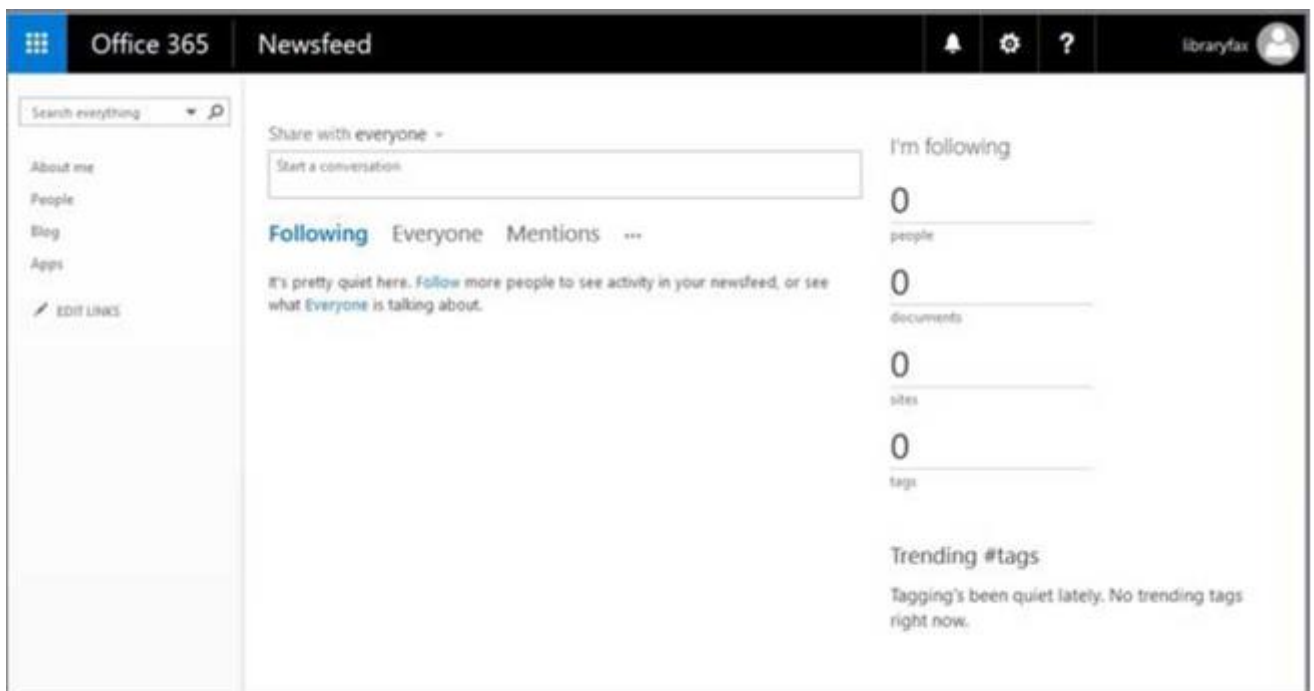 Office 365 Newsfeed ? libraryfax
Search everything
About me
People
Blog
Apps
EDIT LINKS
Share with everyone
Start a conversation
Following Everyone Mentions ...
It's pretty quiet here. Follow more people to see activity in your newsfeed, or see
what Everyone is talking about.
I'm following
0
people
0
documents
0
sites
0
tags
Trending #tags
Tagging's been quiet lately. No trending tags
right now.